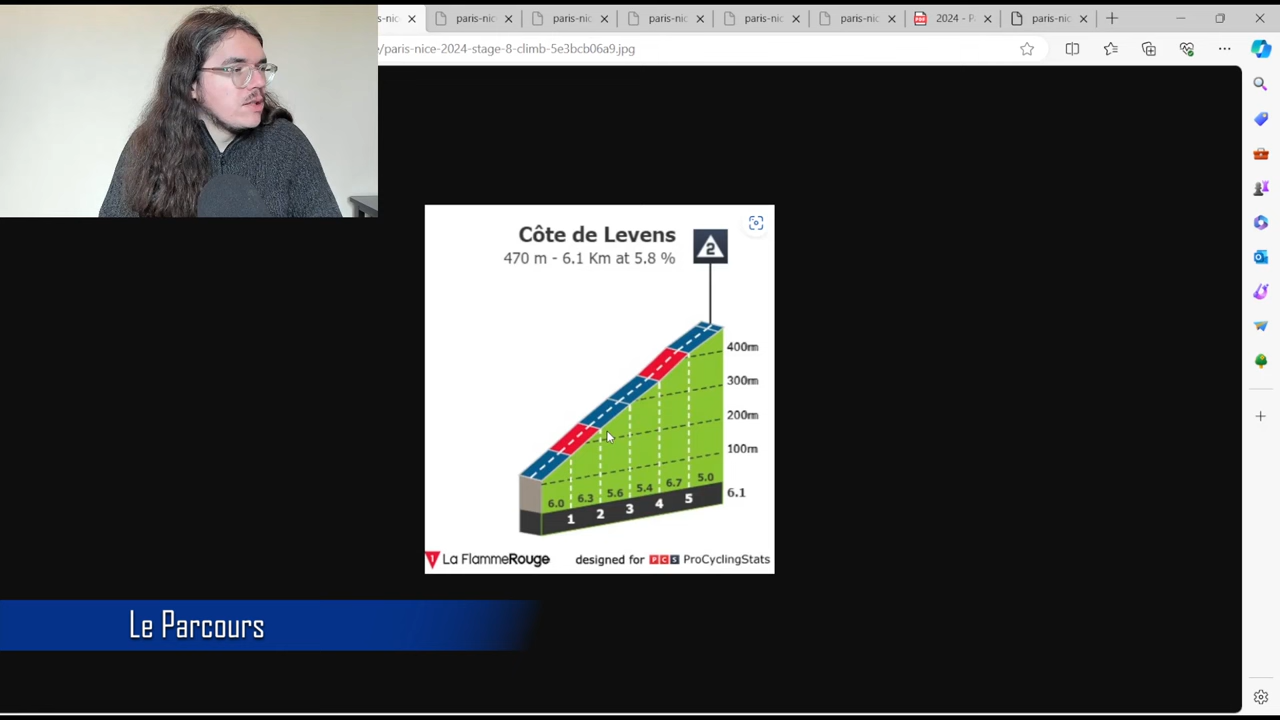 is-nic
paris-nic
paris-nic
paris-nic
paris-nic
paris-nic
2024 - P
paris-nic
/paris-nice-2024-stage-8-climb-5e3bcb06a9.jpg
Côte de Levens
2
470 m - 6.1 Km at 5.8 %
400m
300m
200m
100m
6.0 6.3 5.6 5.4 6.7 5.0
1 2 3 4 5 6.1
1 La FlammeRouge designed for PCS ProCyclingStats
Le Parcours